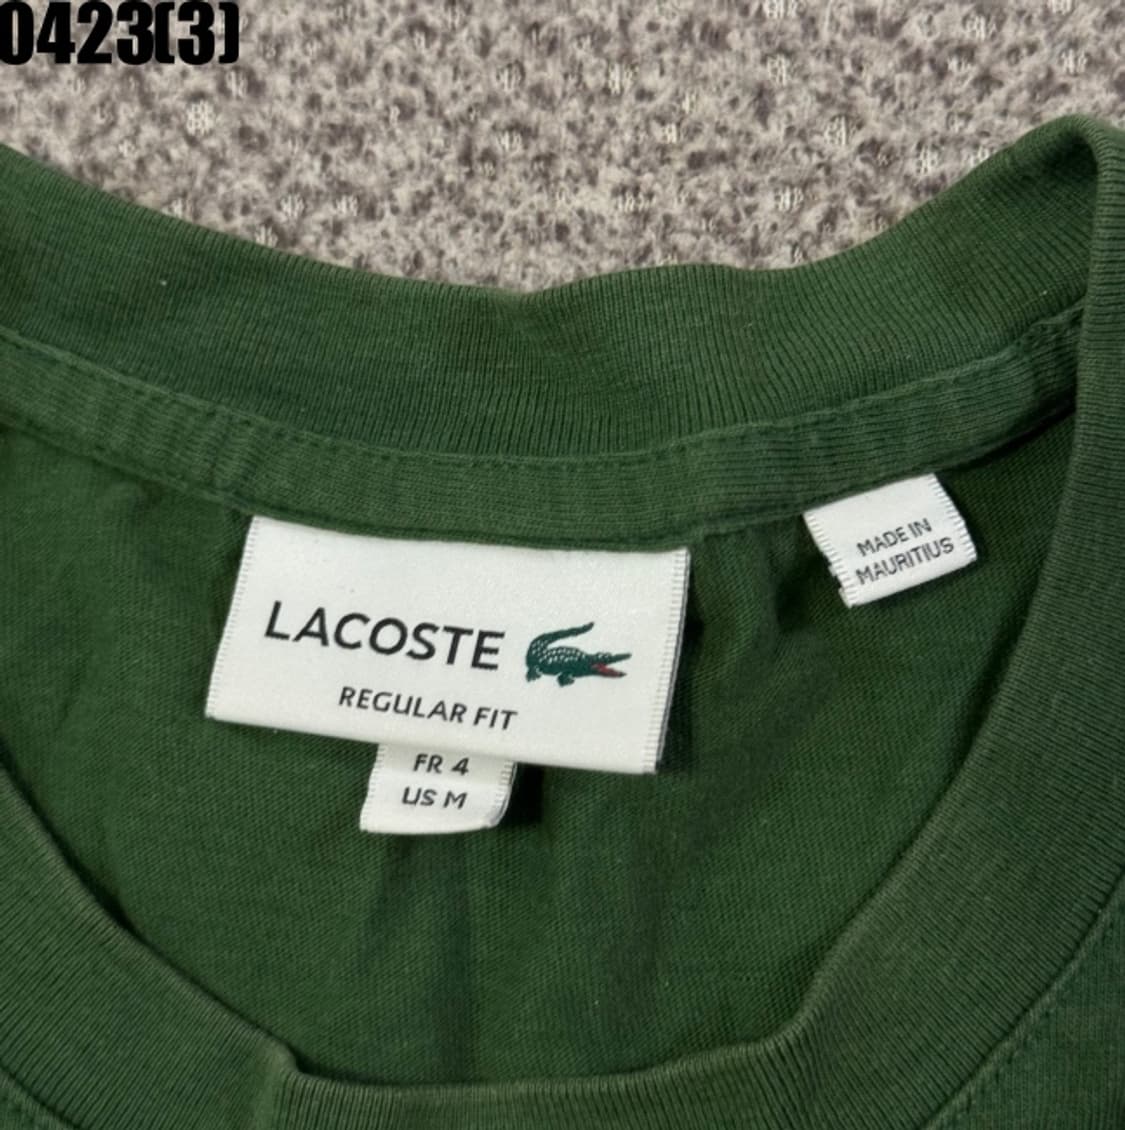 0423(3)
LACOSTE
REGULAR FIT
FR 4
US M
MADE IN
MAURITIUS